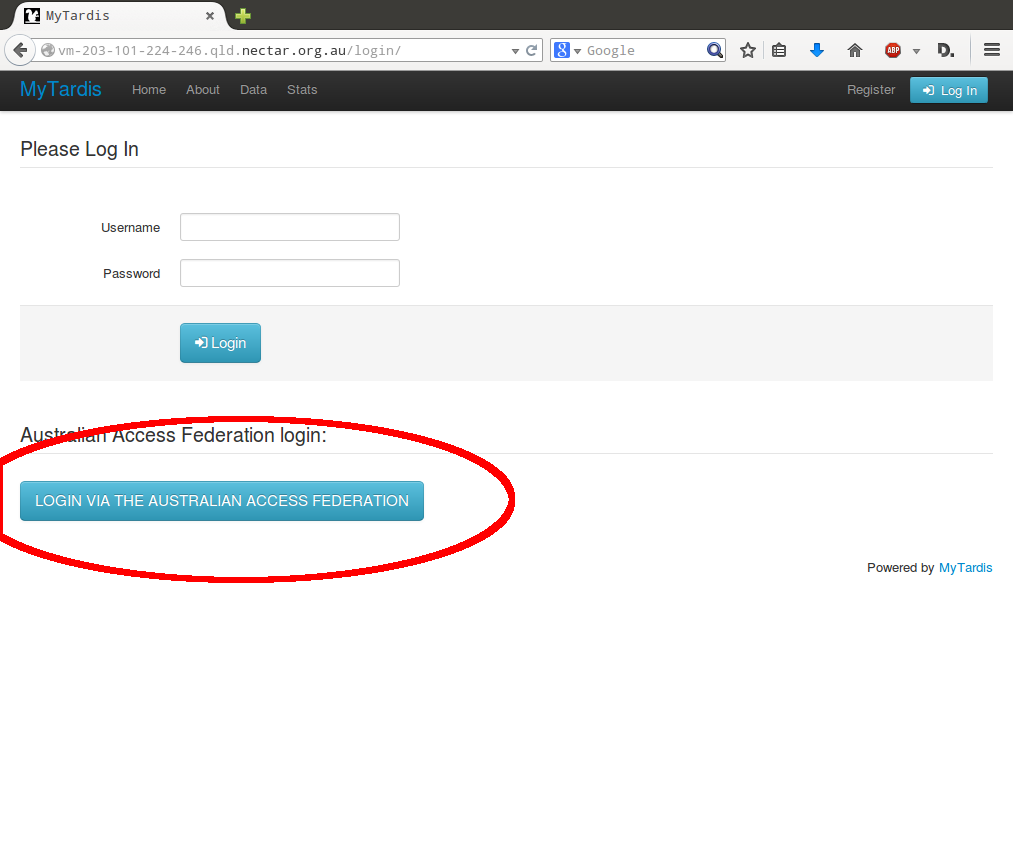 MyTardis
vm-203-101-224-246.qld.nectar.org.au/login/
8 Google
ABP
D.
MyTardis Home About Data Stats Register Log In
Please Log In
Username
Password
Login
Australian Access Federation login:
LOGIN VIA THE AUSTRALIAN ACCESS FEDERATION
Powered by MyTardis